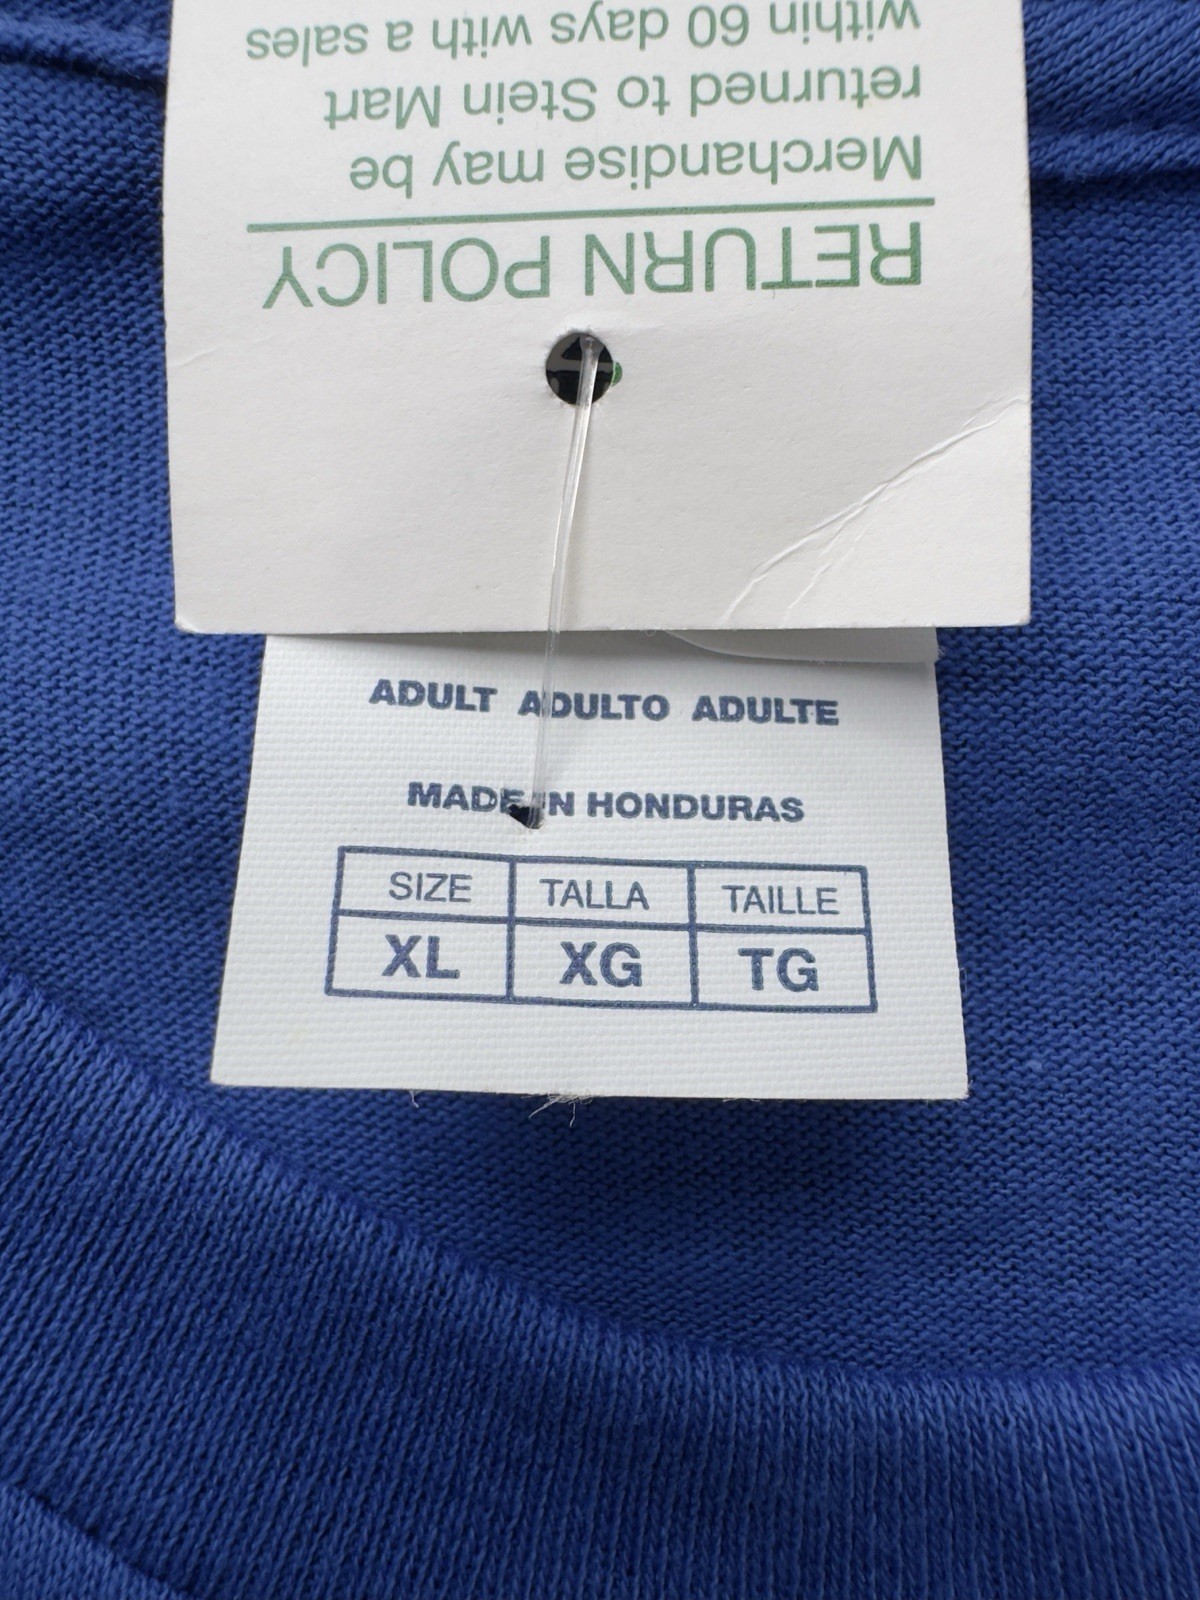 RETURN POLICY
Merchandise may be
returned to Stein Mart
within 60 days with a sales
ADULT ADULTO ADULTE
MADE IN HONDURAS
SIZE TALLA TAILLE
XL XG TG